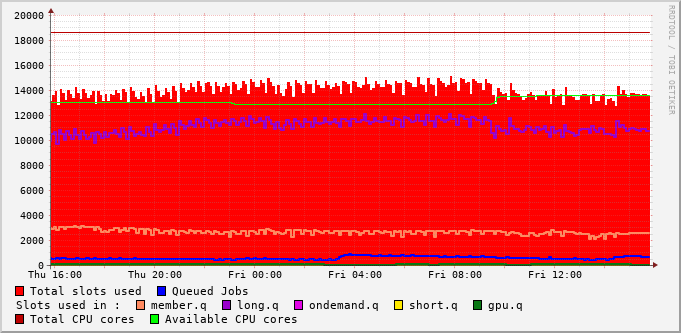 RRDTOOL / TOBI OETIKER
20000
18000
16000
14000
12000
10000
8000
6000
4000
2000
0
Thu 16:00 Thu 20:00 Fri 00:00 Fri 04:00 Fri 08:00 Fri 12:00
Total slots used Queued Jobs
Slots used in : member.q long.q ondemand.q short.q gpu.q
Total CPU cores Available CPU cores